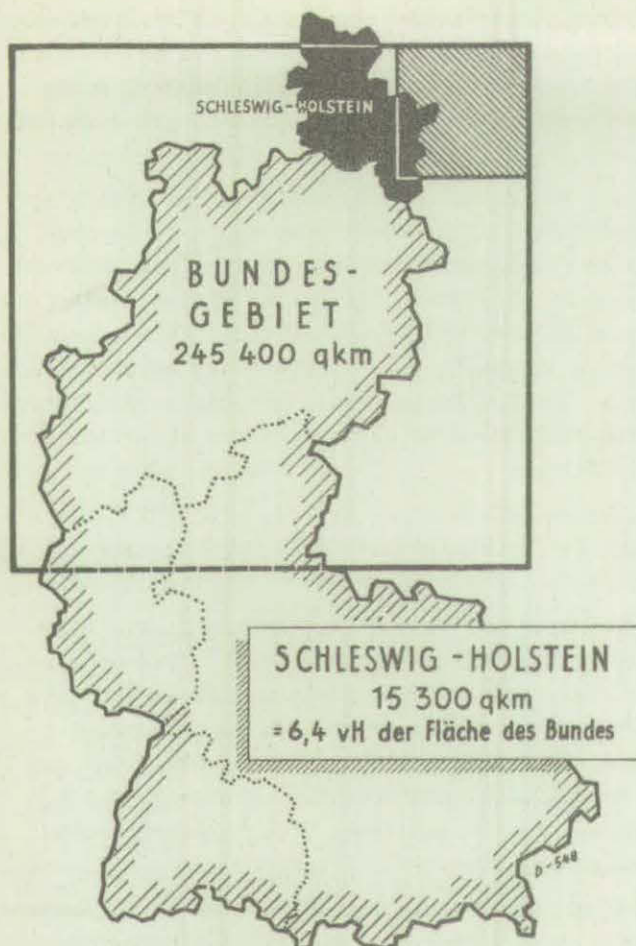 SCHLESWIG-HOLSTEIN
BUNDES-
GEBIET
245 400 qkm
SCHLESWIG - HOLSTEIN
15 300 qkm
= 6,4 vH der Fläche des Bundes
D-548